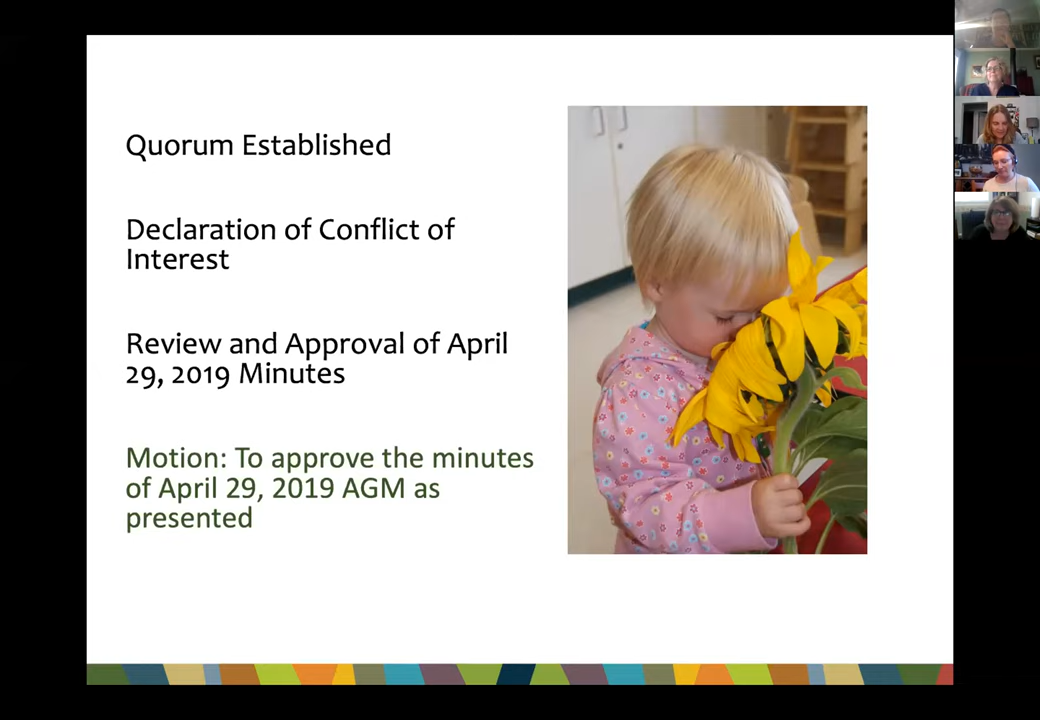 Quorum Established
Declaration of Conflict of
Interest
Review and Approval of April
29, 2019 Minutes
Motion: To approve the minutes
of April 29, 2019 AGM as
presented